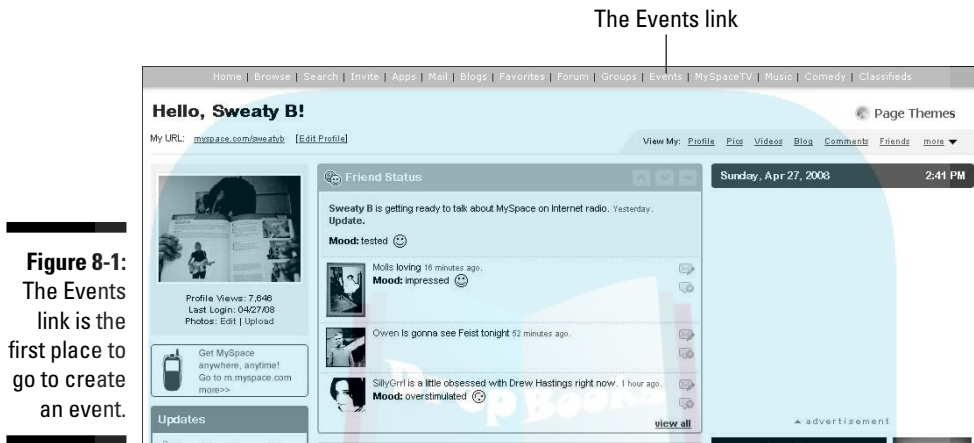 The Events link
Home | Browse | Search | Invite | Apps | Mail | Blogs | Favorites | Forum | Groups | Events | MySpaceTV | Music | Comedy | Classifieds
Hello, Sweaty B!
Page Themes
My URL: myspace.com/sweatyb [Edit Profile]
View My: Profile Pics Videos Blog Comments Friends more
Friend Status
Sunday, Apr 27, 2008 2:41 PM
Sweaty B is getting ready to talk about MySpace on Internet radio. Yesterday.
Update.
Mood: tested
Molls loving 16 minutes ago.
Mood: impressed
Profile Views: 7,646
Last Login: 04/27/08
Photos: Edit | Upload
Owen Is gonna see Feist tonight 52 minutes ago.
Get MySpace
anywhere, anytime!
Go to m.myspace.com
more>>
SillyGrrl is a little obsessed with Drew Hastings right now. 1 hour ago.
Mood: overstimulated
view all
Updates
advertisement
Drop Books
Figure 8-1:
The Events
link is the
first place to
go to create
an event.